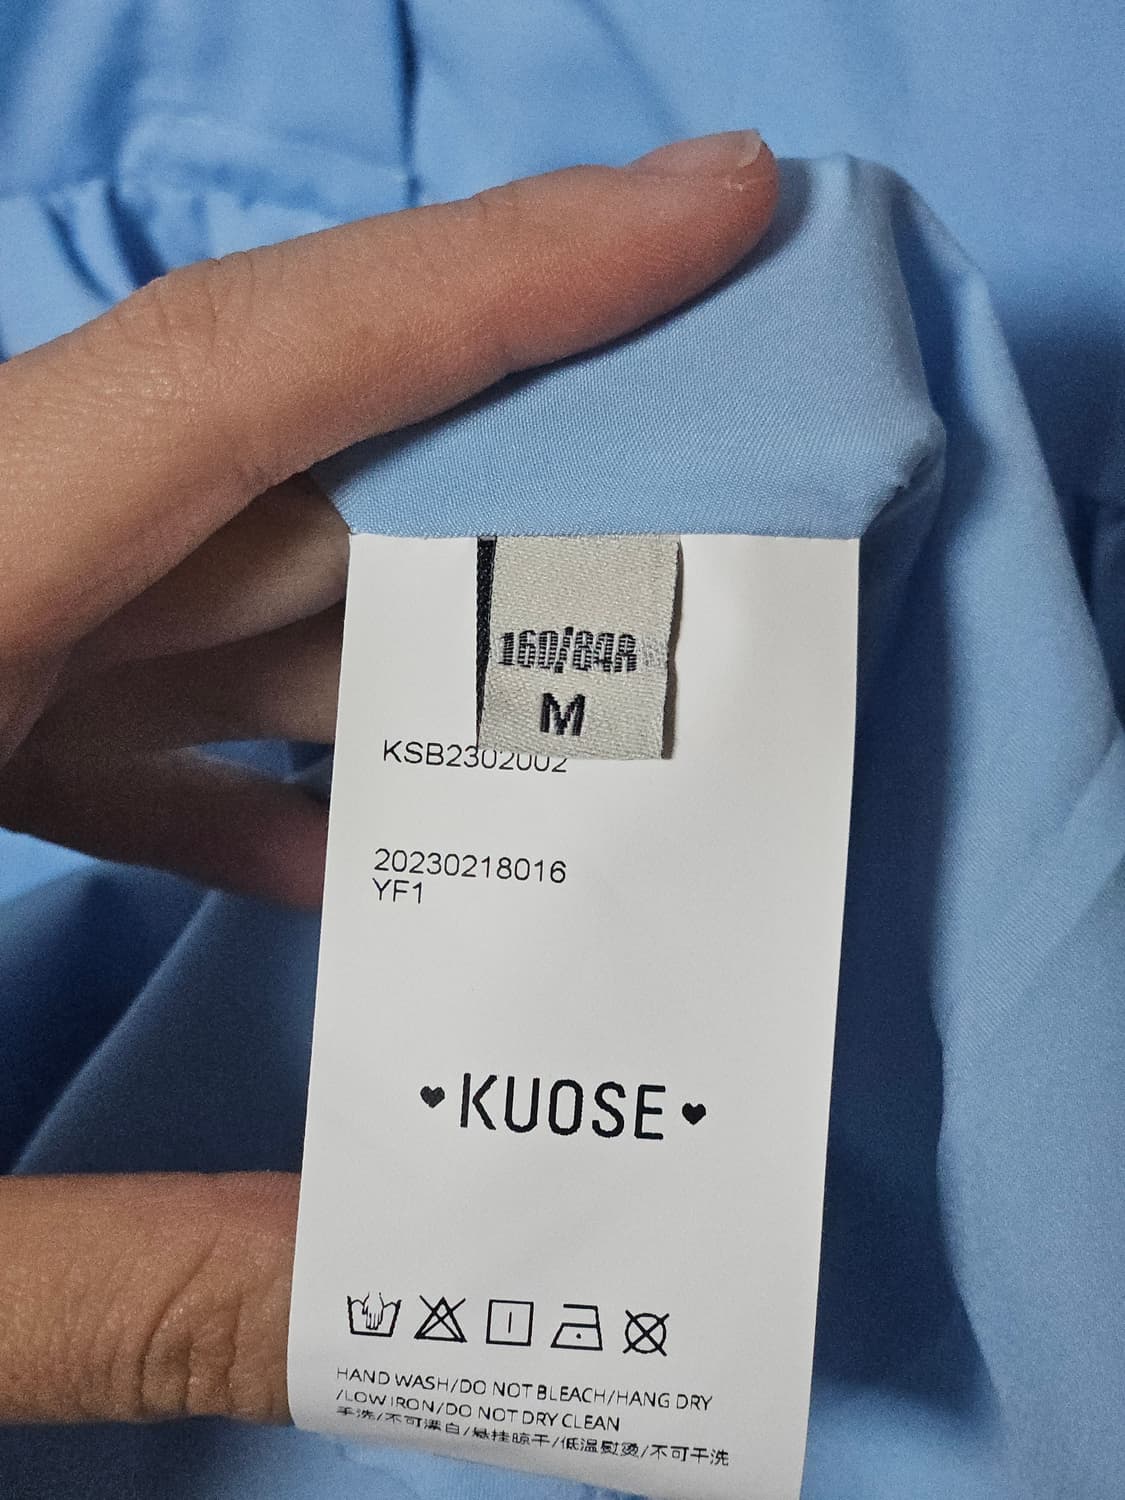 160/84A
M
KSB2302002
20230218016
YF1
♥KUOSE♥
HAND WASH/DO NOT BLEACH/HANG DRY
/LOW IRON/DO NOT DRY CLEAN
手洗/不可漂白/悬挂晾干/低温熨烫/不可干洗